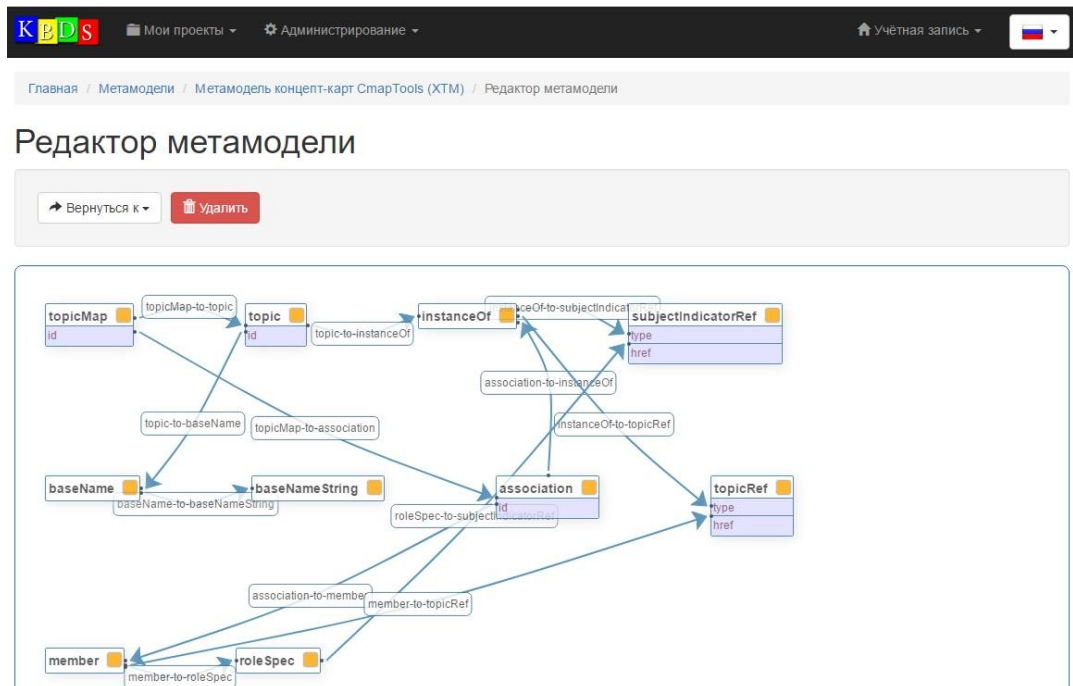 KBDS
Мои проекты
Администрирование
Учётная запись
Главная / Метамодели / Метамодель концепт-карт CmapTools (XTM) / Редактор метамодели
Редактор метамодели
Вернуться к
Удалить
topicMap
id
topicMap-to-topic
topic
id
topic-to-instanceOf
instanceOf
instanceOf-to-subjectIndicatorRef
subjectIndicatorRef
type
href
association-to-instanceOf
topic-to-baseName
topicMap-to-association
instanceOf-to-topicRef
baseName
baseName-to-baseNameString
baseNameString
association
id
roleSpec-to-subjectIndicatorRef
topicRef
type
href
association-to-member
member-to-topicRef
member
member-to-roleSpec
roleSpec